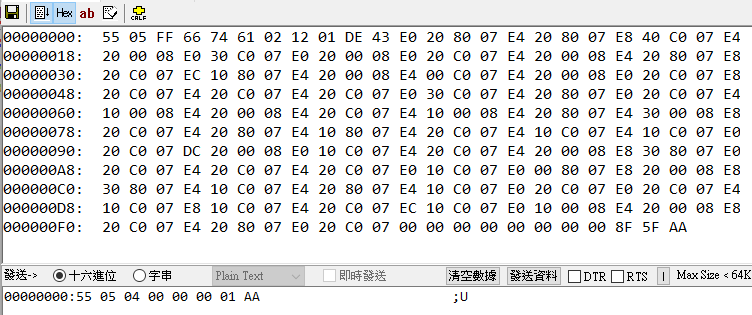 Hex ab CRLF
00000000: 55 05 FF 66 74 61 02 12 01 DE 43 E0 20 80 07 E4 20 80 07 E8 40 C0 07 E4
00000018: 20 00 08 E0 30 C0 07 E0 20 00 08 E0 20 C0 07 E4 20 00 08 E4 20 80 07 E8
00000030: 20 C0 07 EC 10 80 07 E4 20 00 08 E4 00 C0 07 E4 20 00 08 E0 20 C0 07 E8
00000048: 20 C0 07 E4 20 80 07 E4 20 C0 07 E0 30 C0 07 E4 20 80 07 E0 20 C0 07 E4
00000060: 10 00 08 E4 20 00 08 E4 20 C0 07 E4 10 00 08 E4 20 80 07 E4 30 00 08 E8
00000078: 20 C0 07 E4 20 80 07 E4 10 80 07 E4 20 C0 07 E4 10 C0 07 E4 10 C0 07 E0
00000090: 20 C0 07 DC 20 00 08 E0 10 C0 07 E4 20 C0 07 E4 20 00 08 E8 30 80 07 E0
000000A8: 20 C0 07 E4 20 C0 07 E4 20 C0 07 E0 10 C0 07 E0 00 80 07 E8 20 00 08 E8
000000C0: 30 80 07 E4 10 C0 07 E4 20 80 07 E4 10 C0 07 E0 20 C0 07 E0 20 C0 07 E4
000000D8: 10 C0 07 E8 10 C0 07 E4 20 C0 07 EC 10 C0 07 E0 10 00 08 E4 20 00 08 E8
000000F0: 20 C0 07 E4 20 80 07 E0 20 C0 07 00 00 00 00 00 00 00 00 8F 5F AA
發送-> 十六進位 字串 Plain Text 即時發送 清空數據 發送資料 DTR RTS | Max Size < 64K
00000000:55 05 04 00 00 00 01 AA ;U